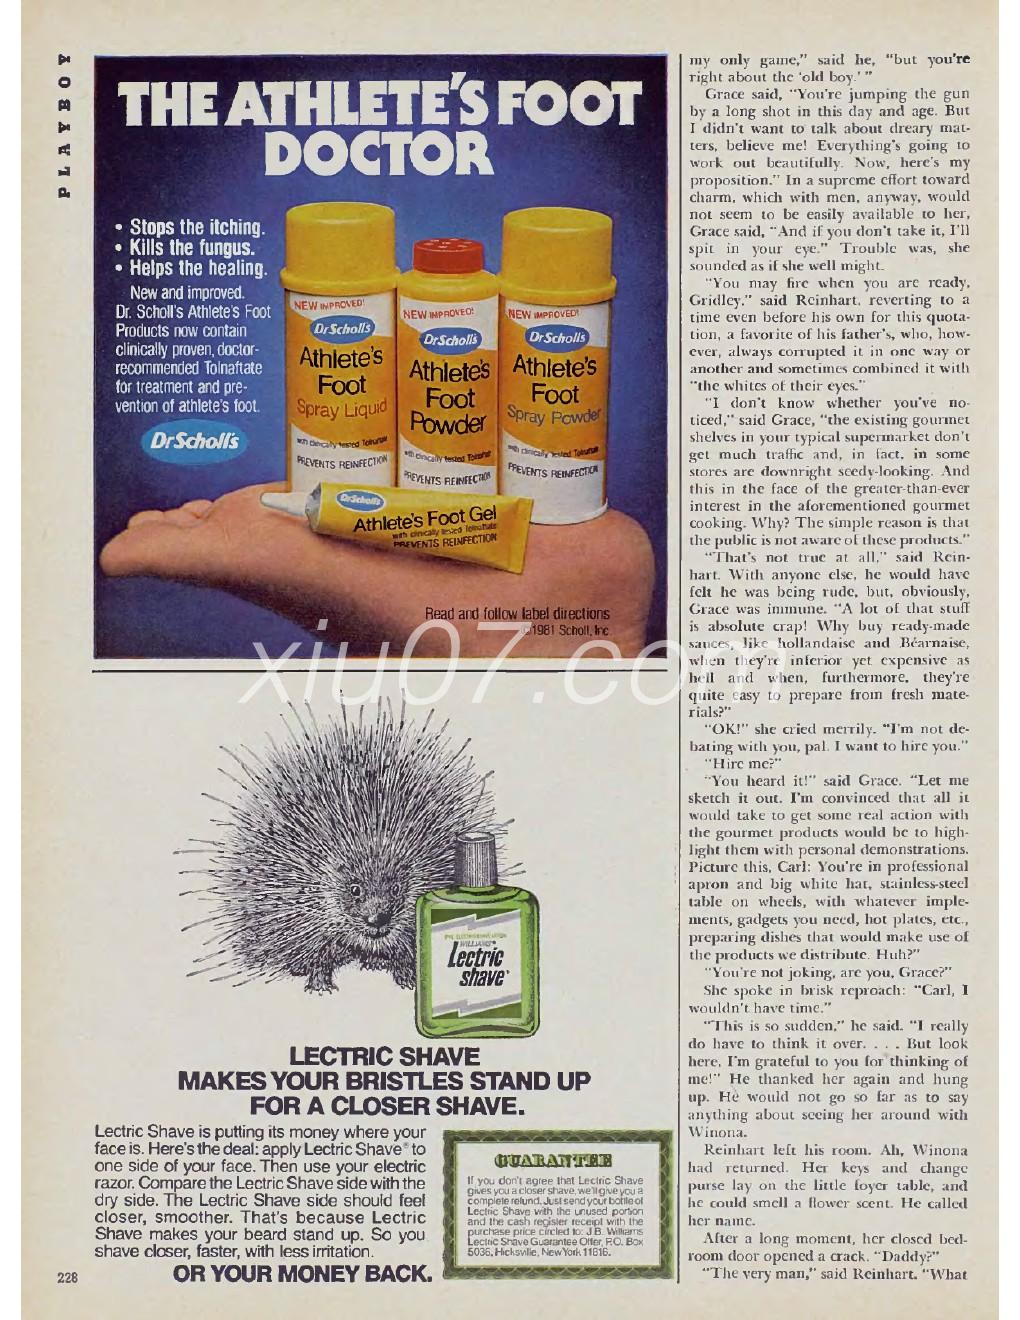 PLAYBOY
THE ATHLETE'S FOOT
DOCTOR
• Stops the itching.
• Kills the fungus.
• Helps the healing.
New and improved.
Dr. Scholl's Athlete's Foot
Products now contain
clinically proven, doctor-
recommended Tolnaftate
for treatment and pre-
vention of athlete's foot.
Dr Scholl's
NEW IMPROVED!
Dr Scholl's
Athlete's
Foot
Spray Liquid
with clinically tested Tolnaftate
PREVENTS REINFECTION
NEW IMPROVED!
Dr Scholl's
Athlete's
Foot
Powder
with clinically tested Tolnaftate
PREVENTS REINFECTION
NEW IMPROVED!
Dr Scholl's
Athlete's
Foot
Spray Powder
with clinically tested Tolnaftate
PREVENTS REINFECTION
Dr Scholl's
Athlete's Foot Gel
with clinically tested Tolnaftate
PREVENTS REINFECTION
Read and follow label directions
©1981 Scholl, Inc.
xiu07.com
WILLIAMS®
Lectric
shave®
LECTRIC SHAVE
MAKES YOUR BRISTLES STAND UP
FOR A CLOSER SHAVE.
Lectric Shave is putting its money where your
face is. Here's the deal: apply Lectric Shave® to
one side of your face. Then use your electric
razor. Compare the Lectric Shave side with the
dry side. The Lectric Shave side should feel
closer, smoother. That's because Lectric
Shave makes your beard stand up. So you
shave closer, faster, with less irritation.
OR YOUR MONEY BACK.
GUARANTEE
If you don't agree that Lectric Shave
gives you a closer shave, we'll give you a
complete refund. Just send your bottle of
Lectric Shave with the unused portion
and the cash register receipt with the
purchase price circled to: J.B. Williams
Lectric Shave Guarantee Offer, P.O. Box
5036, Hicksville, New York 11816.
228
my only game," said he, "but you're
right about the 'old boy.' "
Grace said, "You're jumping the gun
by a long shot in this day and age. But
I didn't want to talk about dreary mat-
ters, believe me! Everything's going to
work out beautifully. Now, here's my
proposition." In a supreme effort toward
charm, which with men, anyway, would
not seem to be easily available to her,
Grace said, "And if you don't take it, I'll
spit in your eye." Trouble was, she
sounded as if she well might.
"You may fire when you are ready,
Gridley," said Reinhart, reverting to a
time even before his own for this quota-
tion, a favorite of his father's, who, how-
ever, always corrupted it in one way or
another and sometimes combined it with
"the whites of their eyes."
"I don't know whether you've no-
ticed," said Grace, "the existing gourmet
shelves in your typical supermarket don't
get much traffic and, in fact, in some
stores are downright seedy-looking. And
this in the face of the greater-than-ever
interest in the aforementioned gourmet
cooking. Why? The simple reason is that
the public is not aware of these products."
"That's not true at all," said Rein-
hart. With anyone else, he would have
felt he was being rude, but, obviously,
Grace was immune. "A lot of that stuff
is absolute crap! Why buy ready-made
sauces, like hollandaise and Béarnaise,
when they're inferior yet expensive as
hell and when, furthermore, they're
quite easy to prepare from fresh mate-
rials?"
"OK!" she cried merrily. "I'm not de-
bating with you, pal. I want to hire you."
"Hire me?"
"You heard it!" said Grace. "Let me
sketch it out. I'm convinced that all it
would take to get some real action with
the gourmet products would be to high-
light them with personal demonstrations.
Picture this, Carl: You're in professional
apron and big white hat, stainless-steel
table on wheels, with whatever imple-
ments, gadgets you need, hot plates, etc.,
preparing dishes that would make use of
the products we distribute. Huh?"
"You're not joking, are you, Grace?"
She spoke in brisk reproach: "Carl, I
wouldn't have time."
"This is so sudden," he said. "I really
do have to think it over. . . . But look
here, I'm grateful to you for thinking of
me!" He thanked her again and hung
up. He would not go so far as to say
anything about seeing her around with
Winona.
Reinhart left his room. Ah, Winona
had returned. Her keys and change
purse lay on the little foyer table, and
he could smell a flower scent. He called
her name.
After a long moment, her closed bed-
room door opened a crack. "Daddy?"
"The very man," said Reinhart. "What